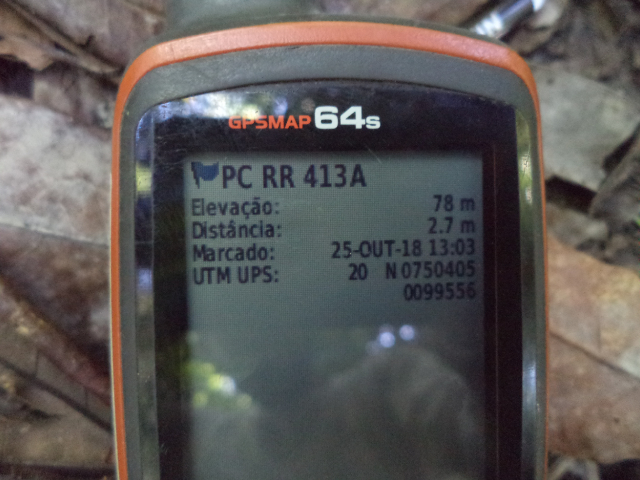 GPSMAP 64s
PC RR 413A
Elevação: 78 m
Distância: 2.7 m
Marcado: 25-OUT-18 13:03
UTM UPS: 20 N 0750405
0099556